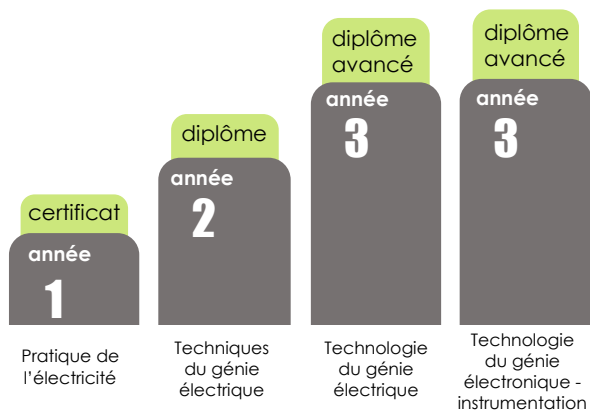 certificat
année
1
Pratique de
l'électricité
diplôme
année
2
Techniques
du génie
électrique
diplôme
avancé
année
3
Technologie
du génie
électrique
diplôme
avancé
année
3
Technologie
du génie
électronique -
instrumentation